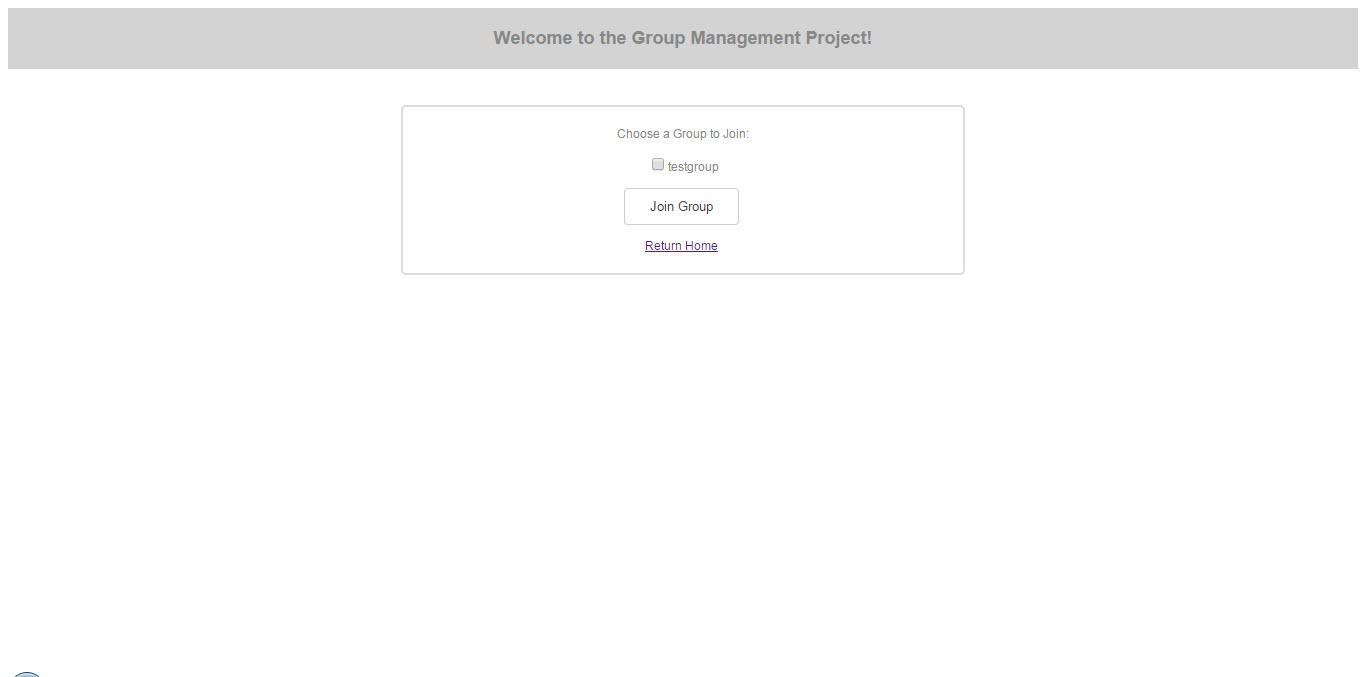 Welcome to the Group Management Project!
Choose a Group to Join:
testgroup
Join Group
Return Home